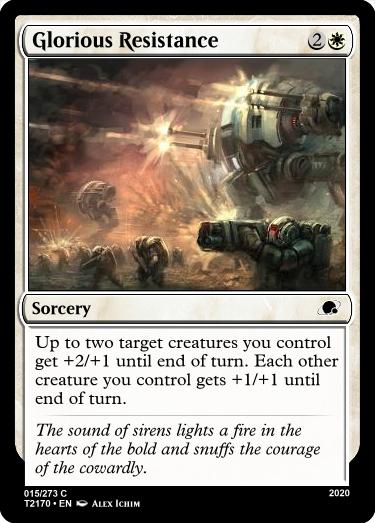 Glorious Resistance 2
Sorcery
Up to two target creatures you control
get +2/+1 until end of turn. Each other
creature you control gets +1/+1 until
end of turn.
The sound of sirens lights a fire in the
hearts of the bold and snuffs the courage
of the cowardly.
015/273 C 2020
T2170 • EN Alex Ichim